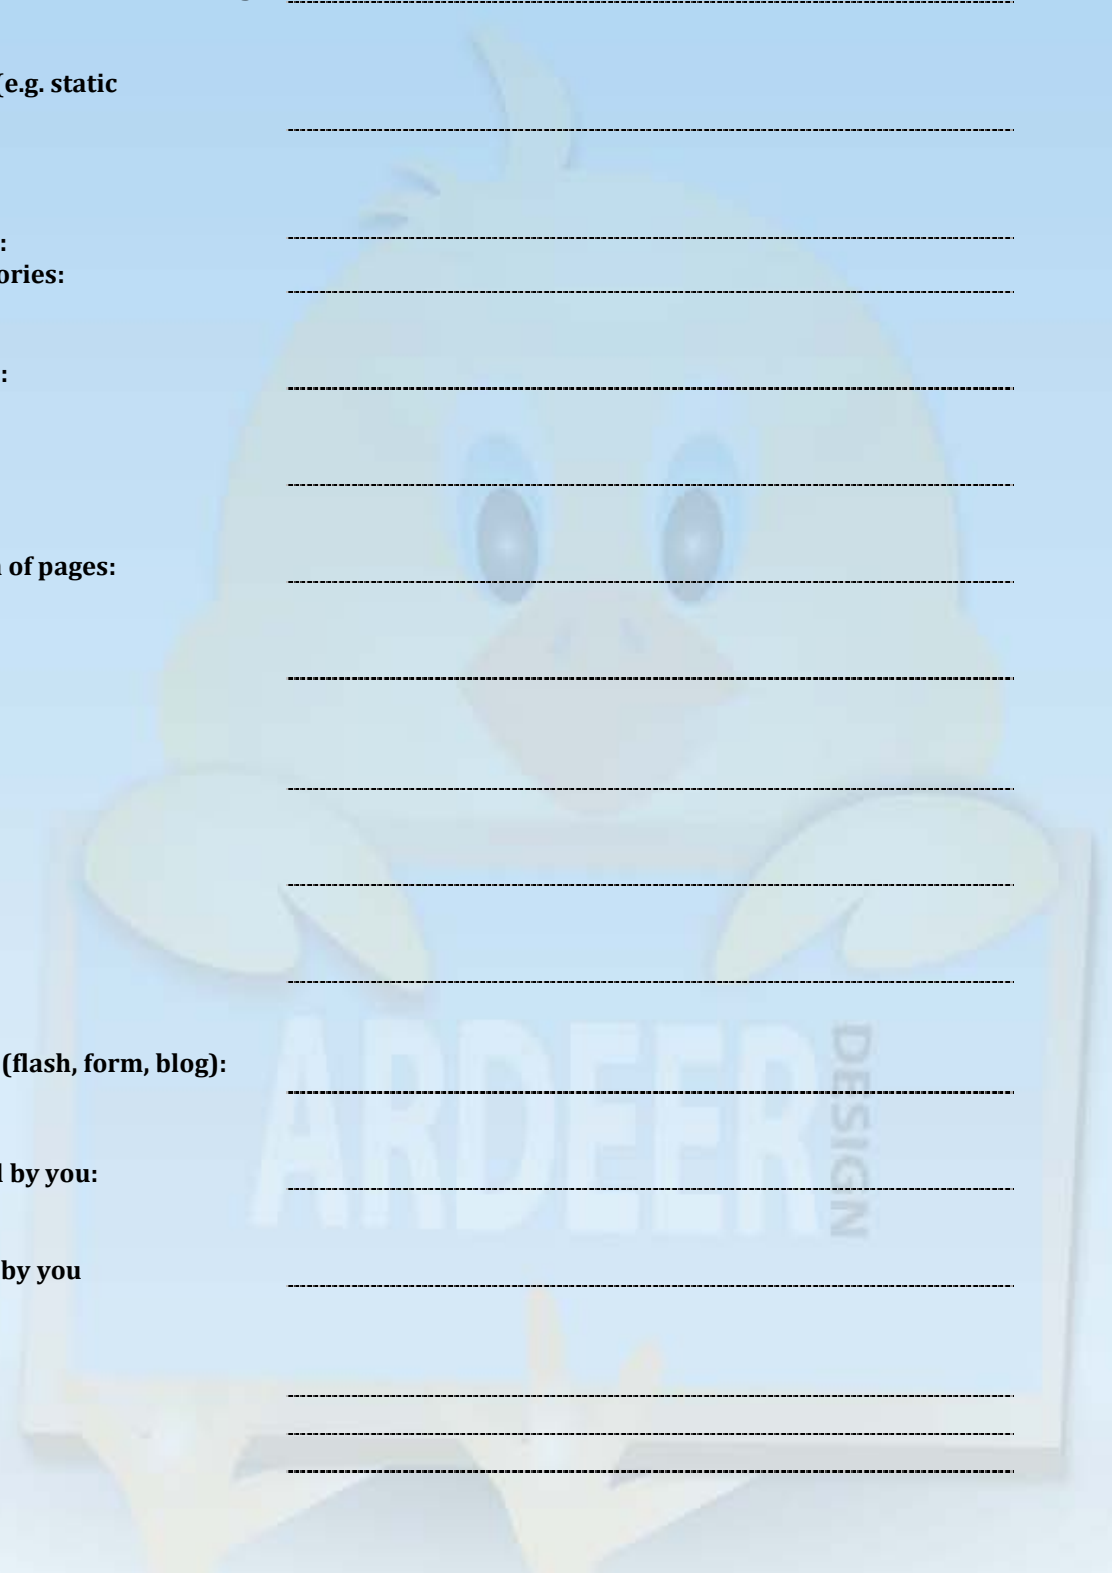 (e.g. static
:
ories:
:
of pages:
(flash, form, blog):
by you:
by you
ARDEER
DESIGN